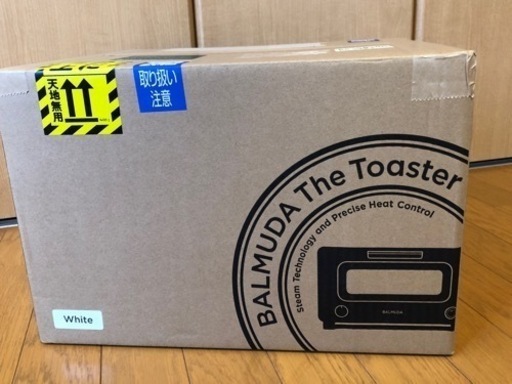 天地無用
取り扱い
注意
BALMUDA The Toaster
Steam Technology and Precise Heat Control
BALMUDA
White